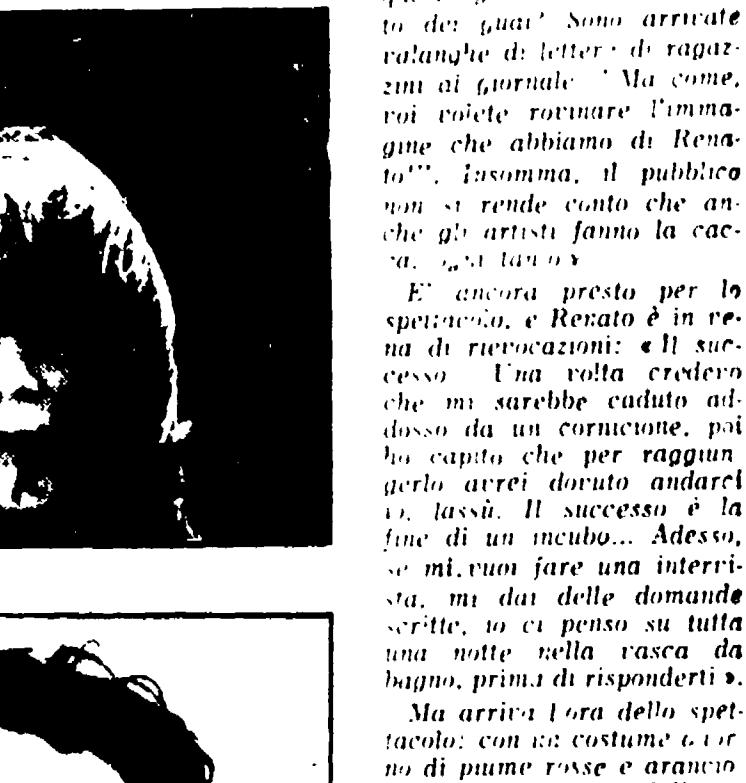 to dei guai? Sono arrivate
valanghe di lettere di ragaz-
zini al giornale "Ma come,
voi volete rovinare l'imma-
gine che abbiamo di Rena-
to!". Insomma, il pubblico
non si rende conto che an-
che gli artisti fanno la cac-
ca,
E' ancora presto per lo
spettacolo, e Renato è in ve-
na di rievocazioni: « Il suc-
cesso Una volta credevo
che mi sarebbe caduto ad-
dosso da un cornicione, poi
ho capito che per raggiun
gerlo avrei dovuto andarci
io, lassù. Il successo è la
fine di un incubo... Adesso,
se mi vuoi fare una intervi-
sta, mi dai delle domande
scritte, io ci penso su tutta
una notte nella vasca da
bagno, prima di risponderti ».
Ma arriva l'ora dello spet-
tacolo: con un costume
no di piume rosse e arancio